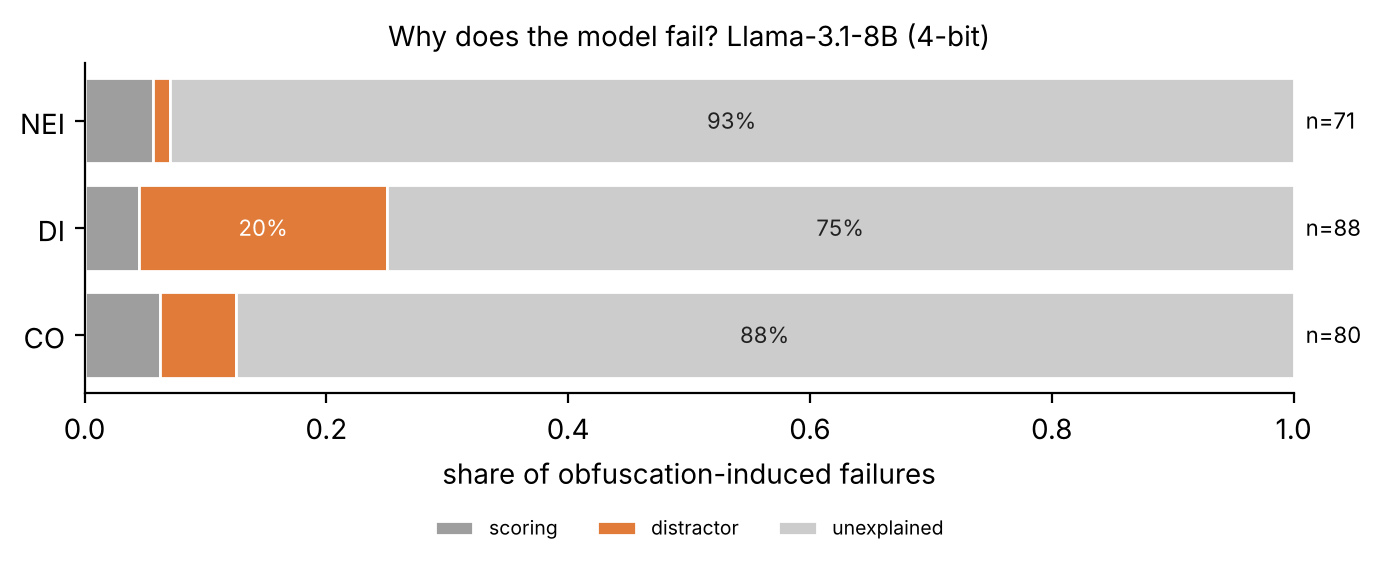 Why does the model fail? Llama-3.1-8B (4-bit)
NEI 93% n=71
DI 20% 75% n=88
CO 88% n=80
0.0 0.2 0.4 0.6 0.8 1.0
share of obfuscation-induced failures
scoring distractor unexplained